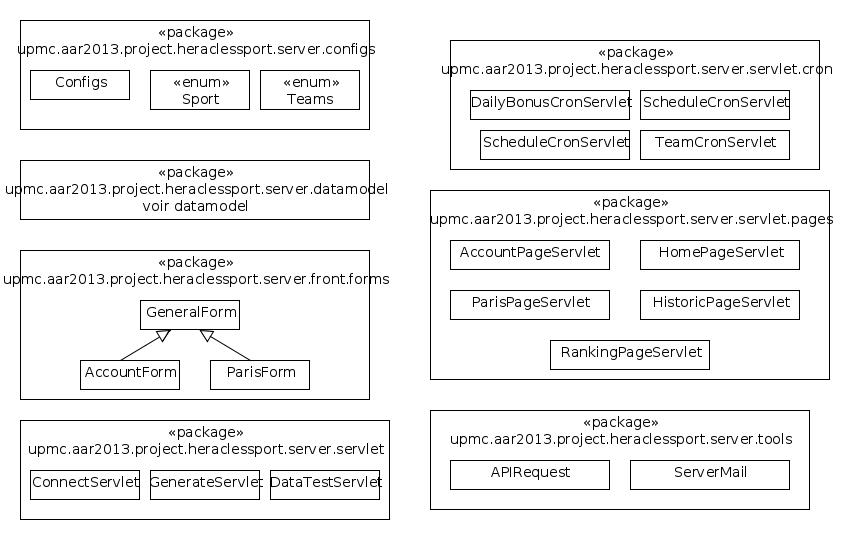 «package»
upmc.aar2013.project.heraclessport.server.configs
Configs
«enum»
Sport
«enum»
Teams
«package»
upmc.aar2013.project.heraclessport.server.datamodel
voir datamodel
«package»
upmc.aar2013.project.heraclessport.server.front.forms
GeneralForm
AccountForm
ParisForm
«package»
upmc.aar2013.project.heraclessport.server.servlet
ConnectServlet
GenerateServlet
DataTestServlet
«package»
upmc.aar2013.project.heraclessport.server.servlet.cron
DailyBonusCronServlet
ScheduleCronServlet
ScheduleCronServlet
TeamCronServlet
«package»
upmc.aar2013.project.heraclessport.server.servlet.pages
AccountPageServlet
HomePageServlet
ParisPageServlet
HistoricPageServlet
RankingPageServlet
«package»
upmc.aar2013.project.heraclessport.server.tools
APIRequest
ServerMail